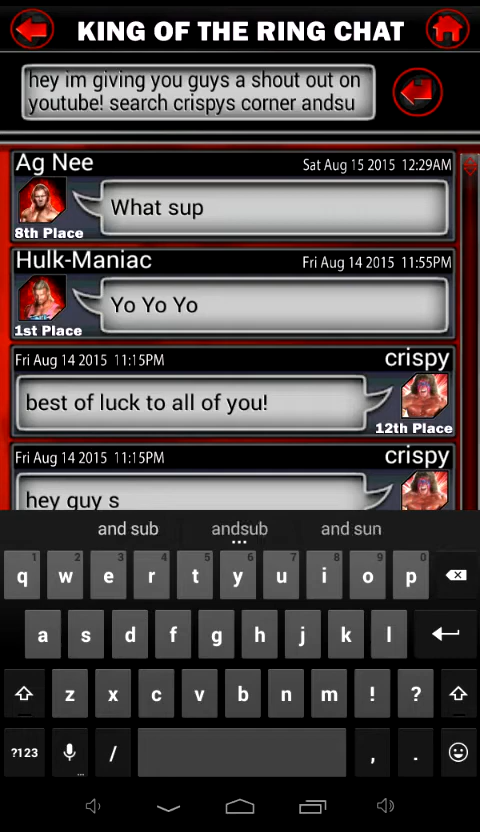 KING OF THE RING CHAT
hey im giving you guys a shout out on
youtube! search crispys corner andsu
Ag Nee
Sat Aug 15 2015 12:29AM
What sup
8th Place
Hulk-Maniac
Fri Aug 14 2015 11:55PM
Yo Yo Yo
1st Place
Fri Aug 14 2015 11:15PM
crispy
best of luck to all of you!
12th Place
Fri Aug 14 2015 11:15PM
crispy
hey guy s
and sub andsub and sun
1 2 3 4 5 6 7 8 9 0
q w e r t y u i o p
a s d f g h j k l
z x c v b n m ! ?
?123 / , .